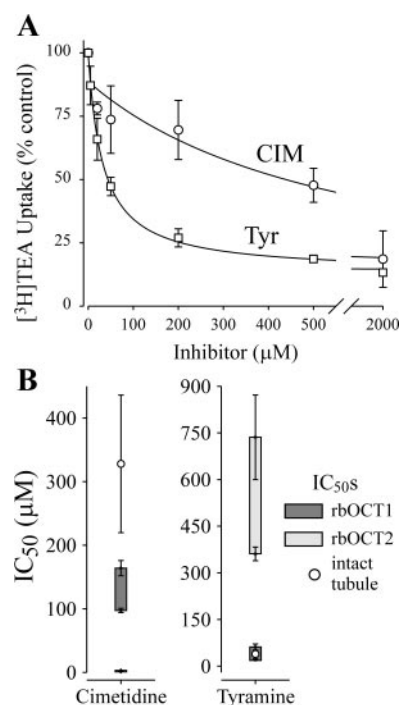 A
[³H]TEA Uptake (% control)
100
75
50
25
0
CIM
Tyr
0 100 200 300 400 500 2000
Inhibitor (µM)
B
IC₅₀ (µM)
400
300
200
100
0
Cimetidine
900
750
600
450
300
150
0
Tyramine
IC₅₀s
rbOCT1
rbOCT2
intact
tubule